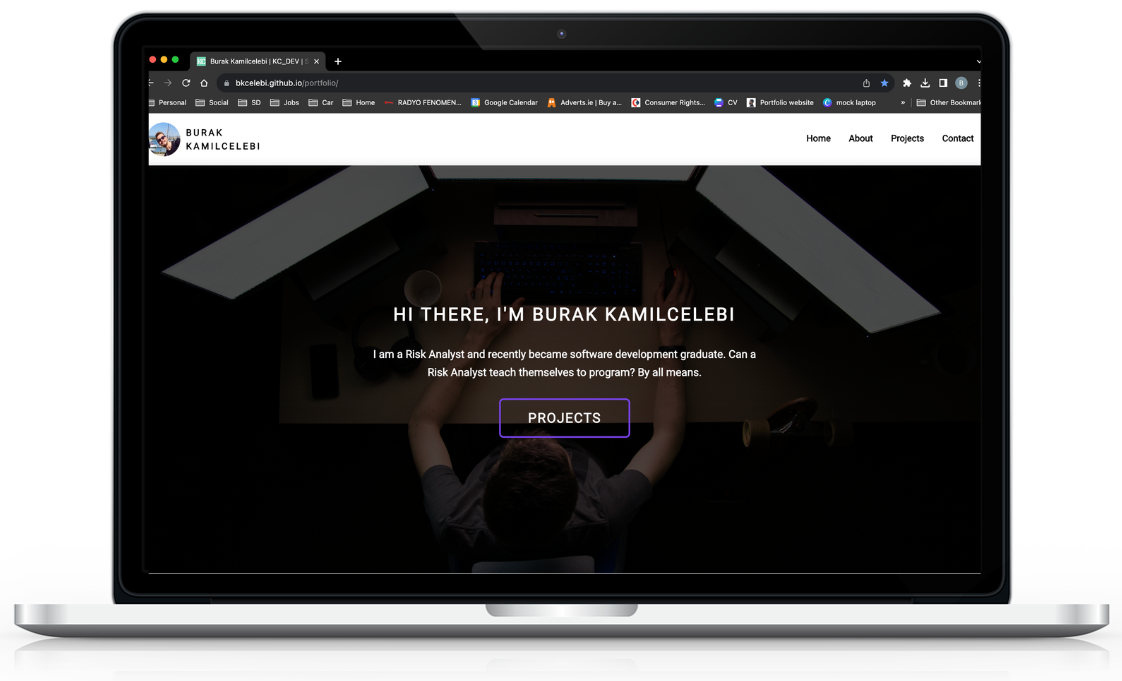 KC Burak Kamilcelebi | KC_DEV |
bkcelebi.github.io/portfolio/
B
Personal Social SD Jobs Car Home RADYO FENOMEN... Google Calendar Adverts.ie | Buy a... Consumer Rights... CV Portfolio website mock laptop » Other Bookmark
BURAK
KAMILCELEBI
Home About Projects Contact
HI THERE, I'M BURAK KAMILCELEBI
I am a Risk Analyst and recently became software development graduate. Can a
Risk Analyst teach themselves to program? By all means.
PROJECTS